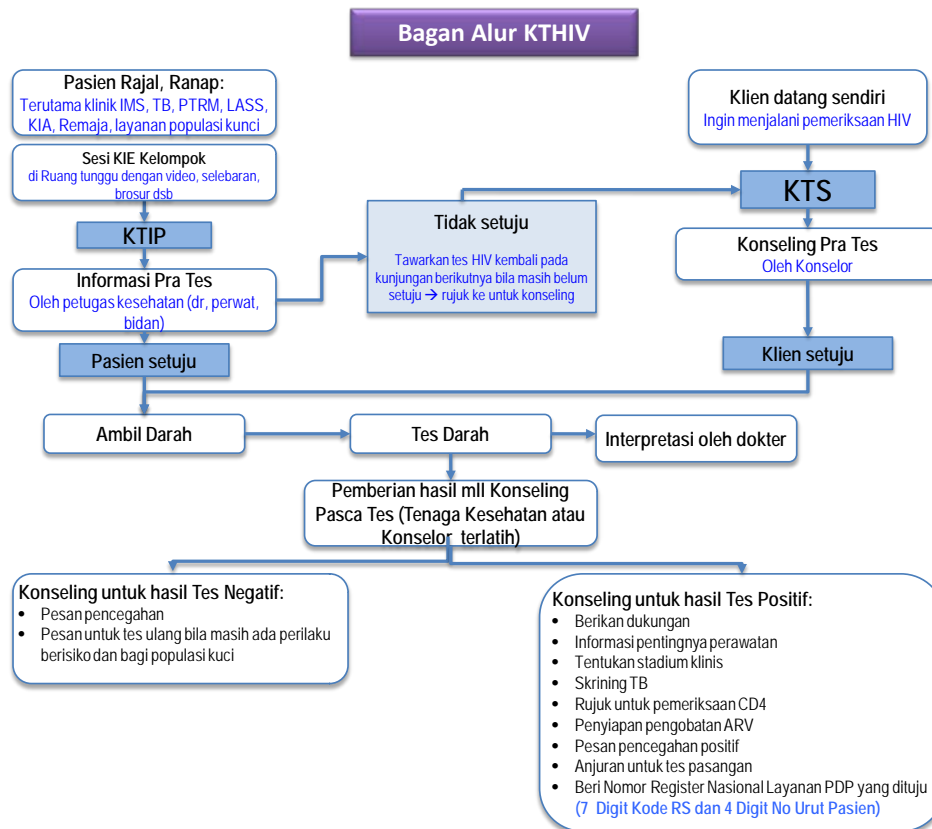 Bagan Alur KTHIV
Pasien Rajal, Ranap:
Terutama klinik IMS, TB, PTRM, LASS,
KIA, Remaja, layanan populasi kunci
Sesi KIE Kelompok
di Ruang tunggu dengan video, selebaran,
brosur dsb
KTIP
Informasi Pra Tes
Oleh petugas kesehatan (dr, perwat,
bidan)
Pasien setuju
Tidak setuju
Tawarkan tes HIV kembali pada
kunjungan berikutnya bila masih belum
setuju → rujuk ke untuk konseling
Klien datang sendiri
Ingin menjalani pemeriksaan HIV
KTS
Konseling Pra Tes
Oleh Konselor
Klien setuju
Ambil Darah
Tes Darah
Interpretasi oleh dokter
Pemberian hasil mll Konseling
Pasca Tes (Tenaga Kesehatan atau
Konselor terlatih)
Konseling untuk hasil Tes Negatif:
• Pesan pencegahan
• Pesan untuk tes ulang bila masih ada perilaku
berisiko dan bagi populasi kuci
Konseling untuk hasil Tes Positif:
• Berikan dukungan
• Informasi pentingnya perawatan
• Tentukan stadium klinis
• Skrining TB
• Rujuk untuk pemeriksaan CD4
• Penyiapan pengobatan ARV
• Pesan pencegahan positif
• Anjuran untuk tes pasangan
• Beri Nomor Register Nasional Layanan PDP yang dituju
(7 Digit Kode RS dan 4 Digit No Urut Pasien)